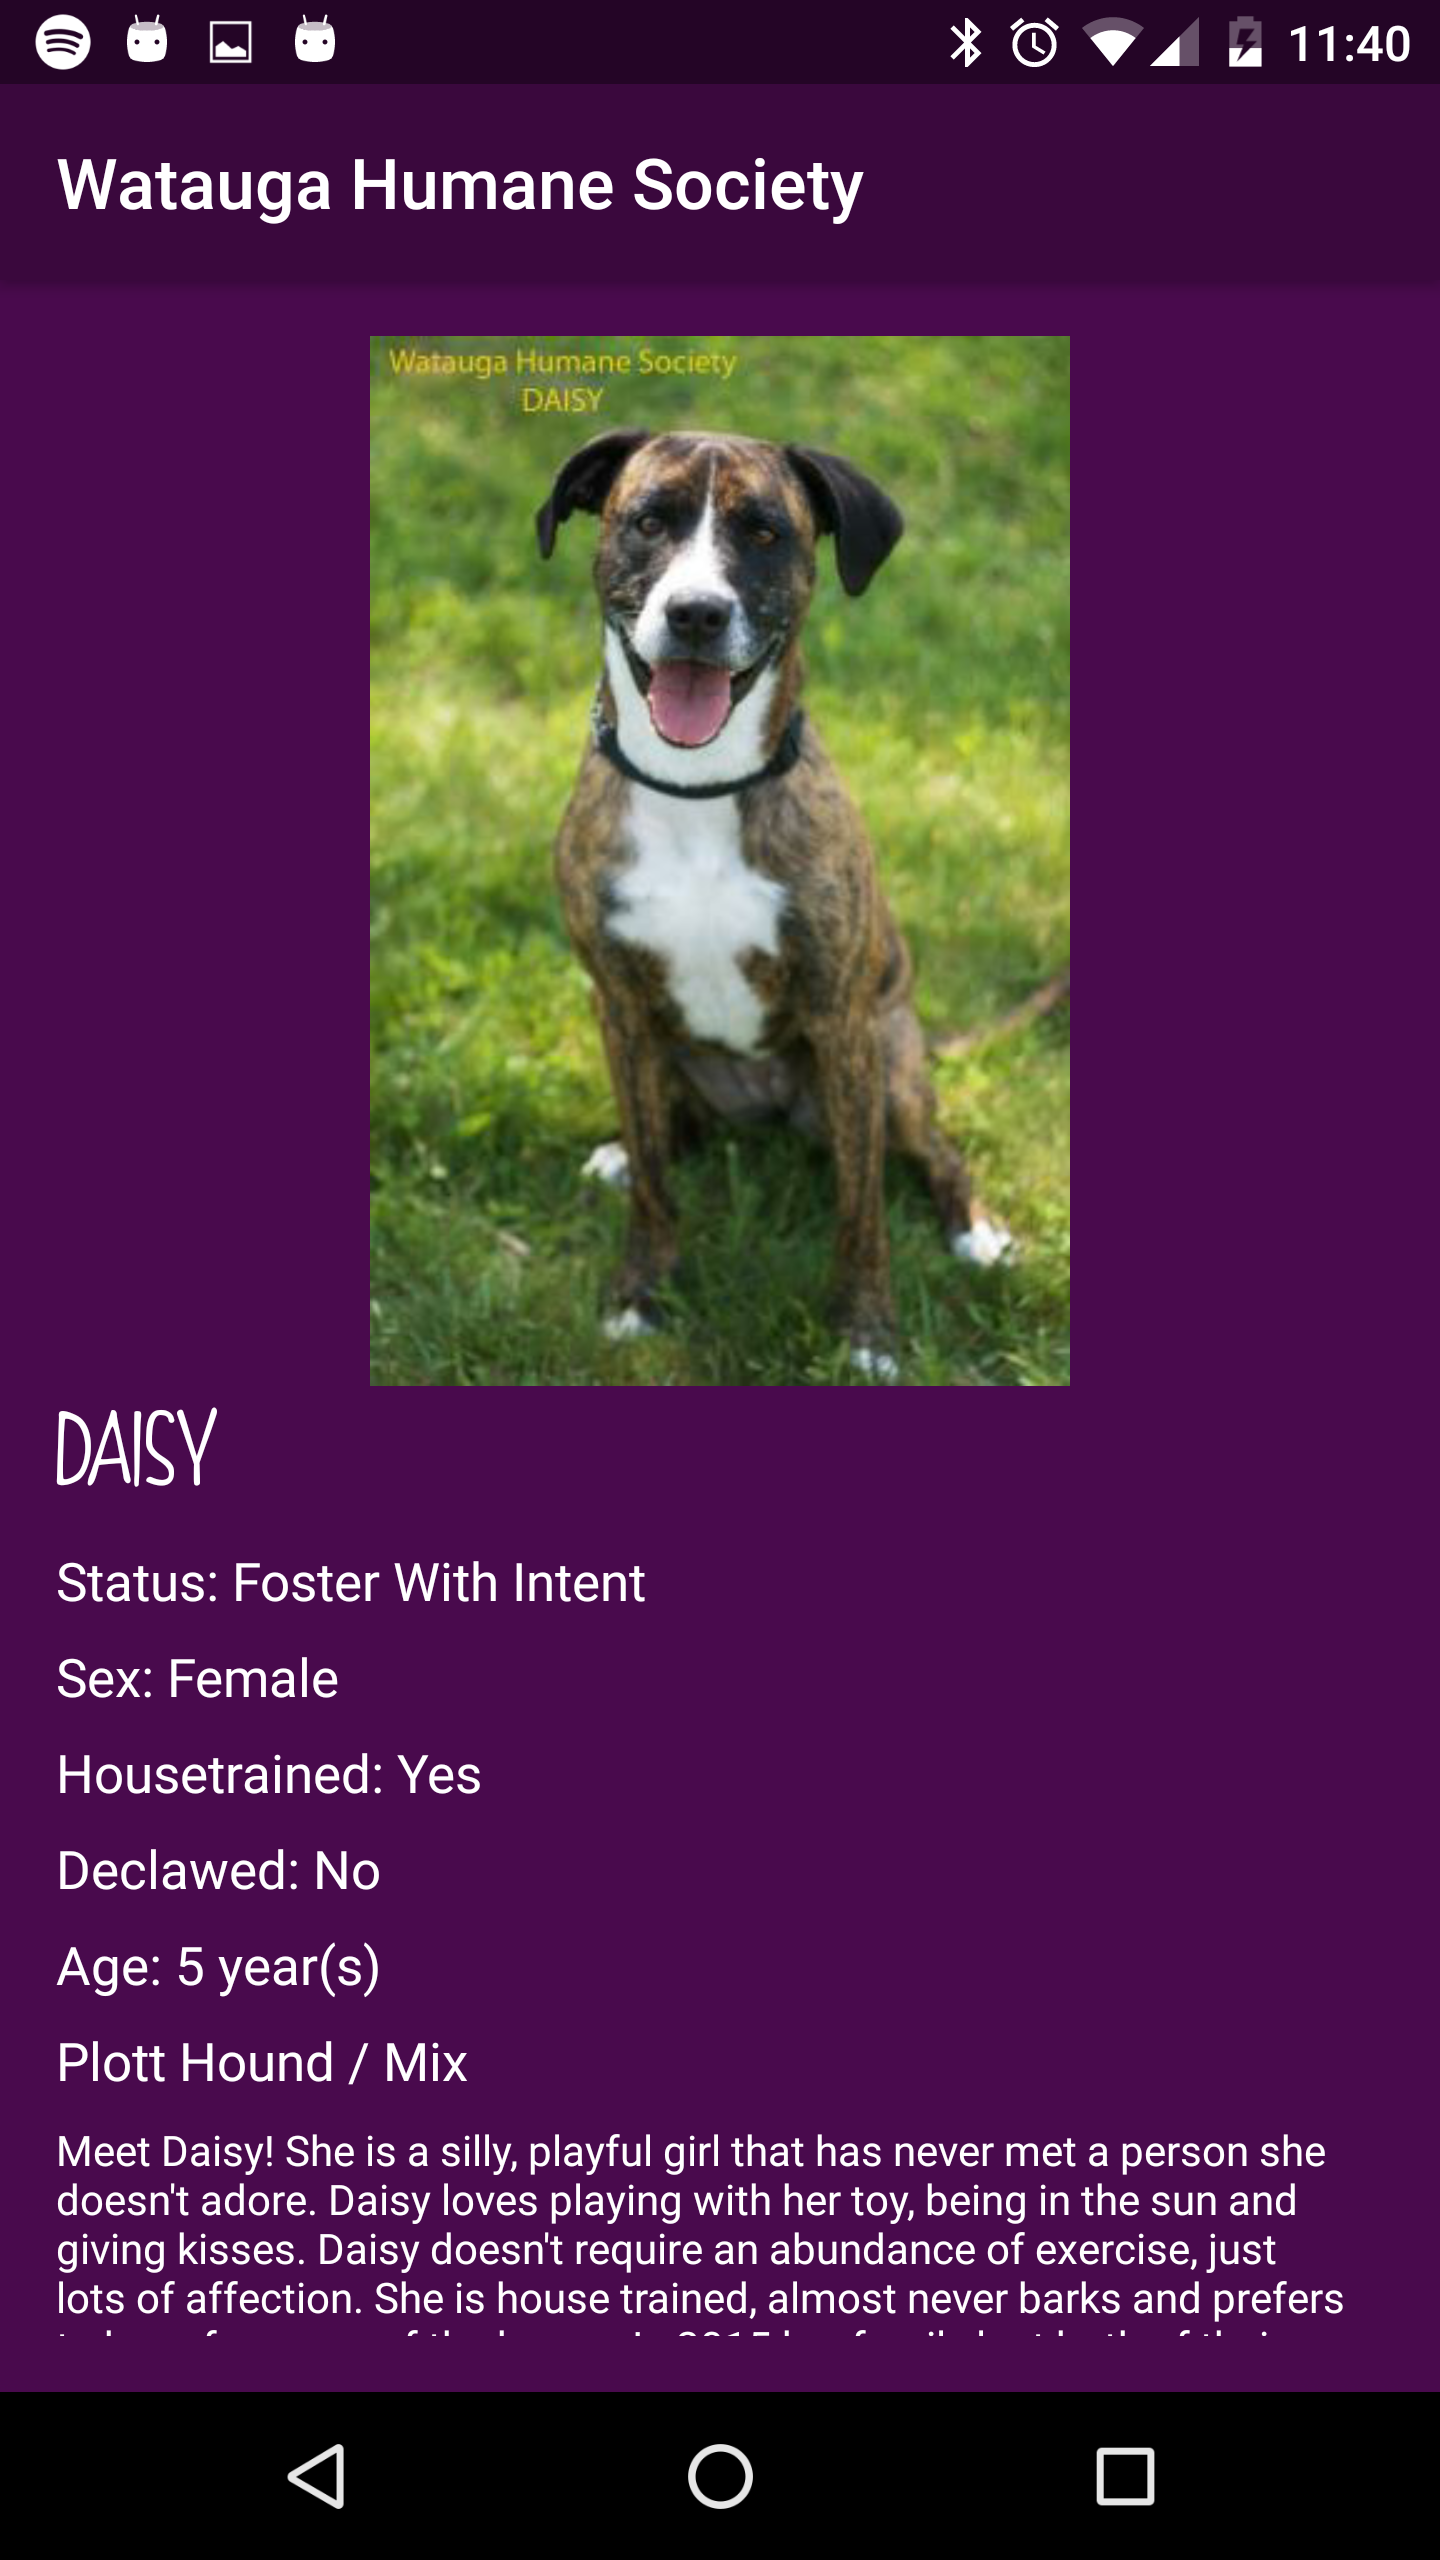 11:40
Watauga Humane Society
Watauga Humane Society
DAISY
DAISY
Status: Foster With Intent
Sex: Female
Housetrained: Yes
Declawed: No
Age: 5 year(s)
Plott Hound / Mix
Meet Daisy! She is a silly, playful girl that has never met a person she
doesn't adore. Daisy loves playing with her toy, being in the sun and
giving kisses. Daisy doesn't require an abundance of exercise, just
lots of affection. She is house trained, almost never barks and prefers